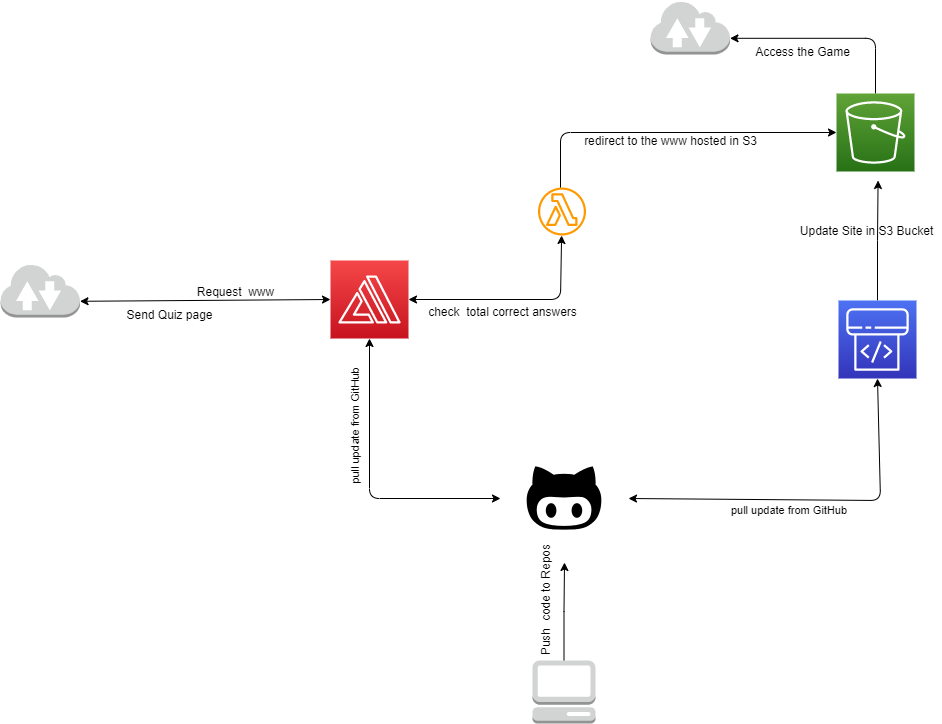 Access the Game
redirect to the www hosted in S3
Update Site in S3 Bucket
Request www
Send Quiz page
check total correct answers
pull update from GitHub
pull update from GitHub
Push code to Repos